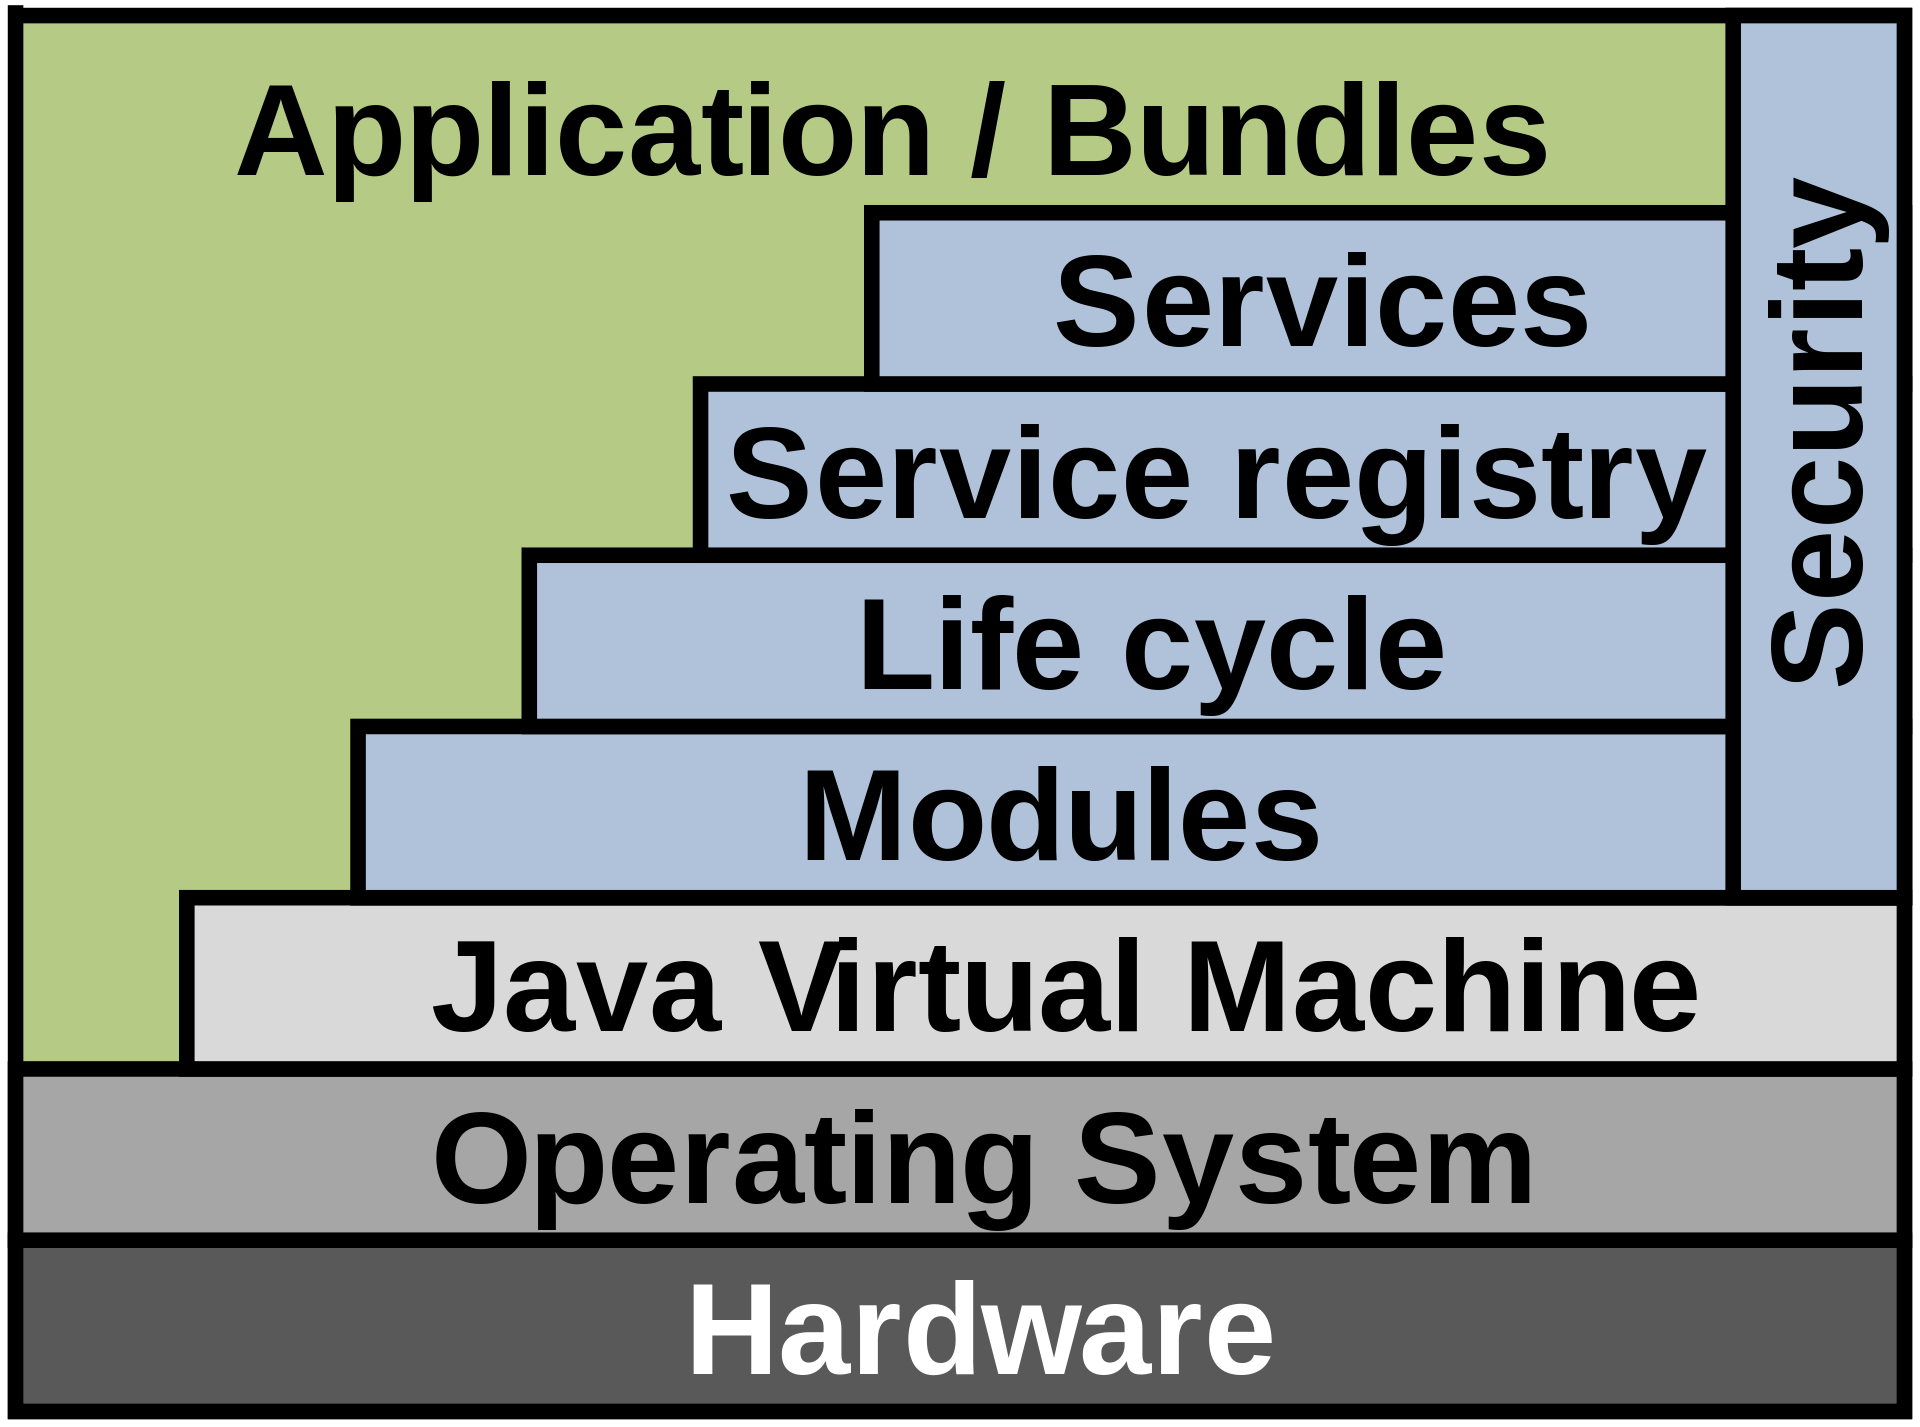 Application / Bundles
Services
Service registry
Life cycle
Modules
Security
Java Virtual Machine
Operating System
Hardware